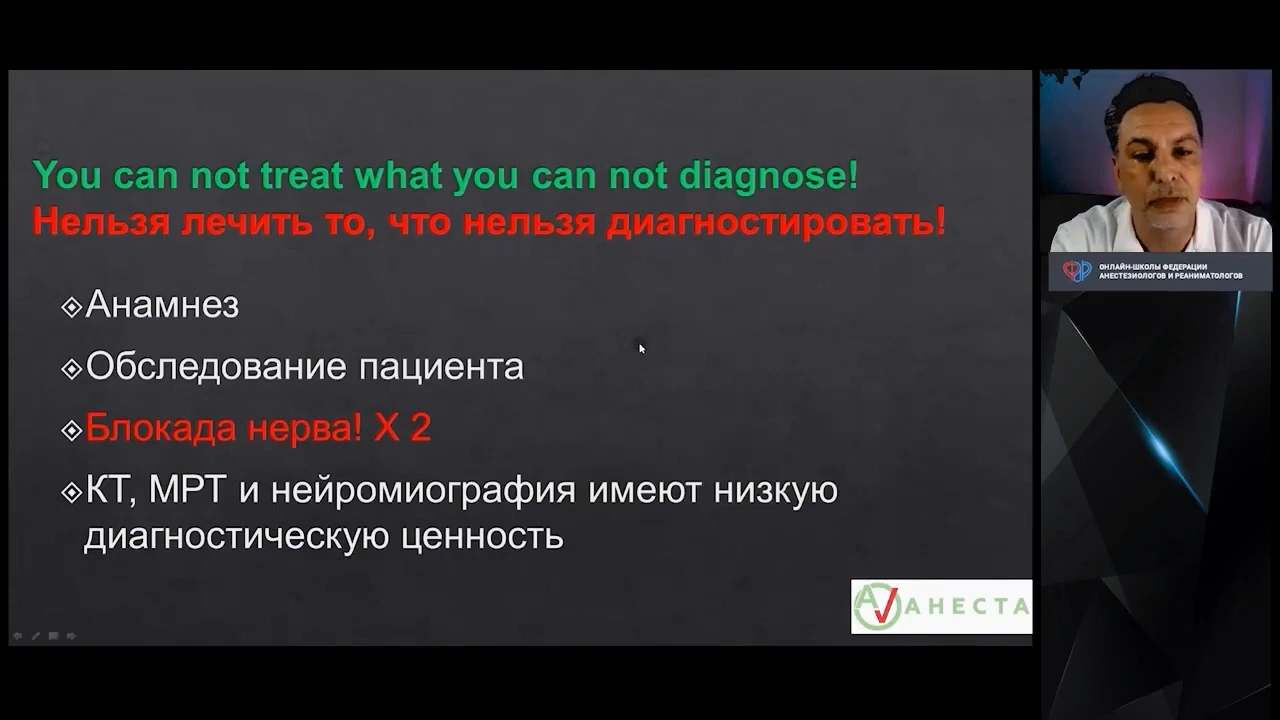 You can not treat what you can not diagnose!
Нельзя лечить то, что нельзя диагностировать!
Анамнез
Обследование пациента
Блокада нерва! X 2
КТ, МРТ и нейромиография имеют низкую
диагностическую ценность
АНЕСТА
ОНЛАЙН-ШКОЛЫ ФЕДЕРАЦИИ
АНЕСТЕЗИОЛОГОВ И РЕАНИМАТОЛОГОВ